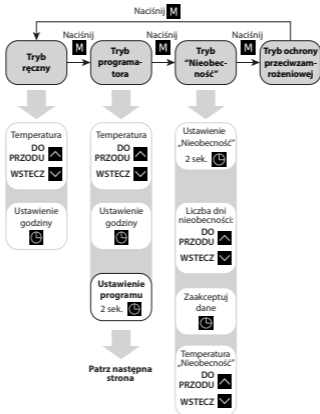 Naciśnij M
Naciśnij
M
Naciśnij
M
Naciśnij
M
Tryb
ręczny
Tryb
programa-
tora
Tryb
"Nieobec-
ność"
Tryb ochrony
przeciwzam-
rożeniowej
Temperatura
DO
PRZODU
WSTECZ
Ustawienie
godziny
Temperatura
DO
PRZODU
WSTECZ
Ustawienie
godziny
Ustawienie
programu
2 sek.
Patrz następna
strona
Ustawienie
„Nieobecność"
2 sek.
Liczba dni
nieobecności:
DO
PRZODU
WSTECZ
Zaakceptuj
dane
Temperatura
„Nieobecność"
DO
PRZODU
WSTECZ